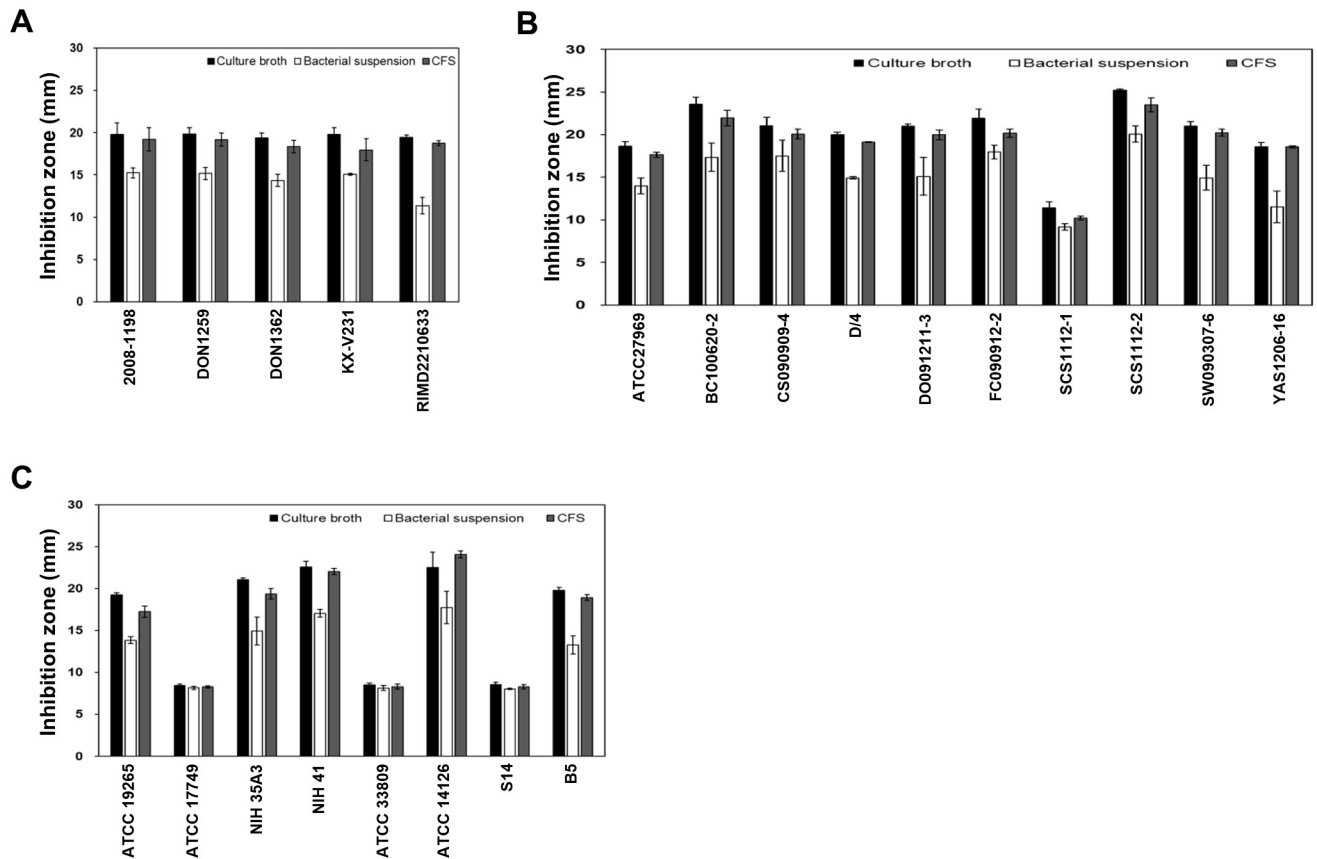 A
Inhibition zone (mm)
30
25
20
15
10
5
0
Culture broth Bacterial suspension CFS
2008-1198
DON1259
DON1362
KX-V231
RIMD2210633
B
Inhibition zone (mm)
30
25
20
15
10
5
0
Culture broth Bacterial suspension CFS
ATCC27969
BC100620-2
CS090909-4
D/4
DO091211-3
FC090912-2
SCS1112-1
SCS1112-2
SW090307-6
YAS1206-16
C
Inhibition zone (mm)
30
25
20
15
10
5
0
Culture broth Bacterial suspension CFS
ATCC 19265
ATCC 17749
NIH 35A3
NIH 41
ATCC 33809
ATCC 14126
S14
B5